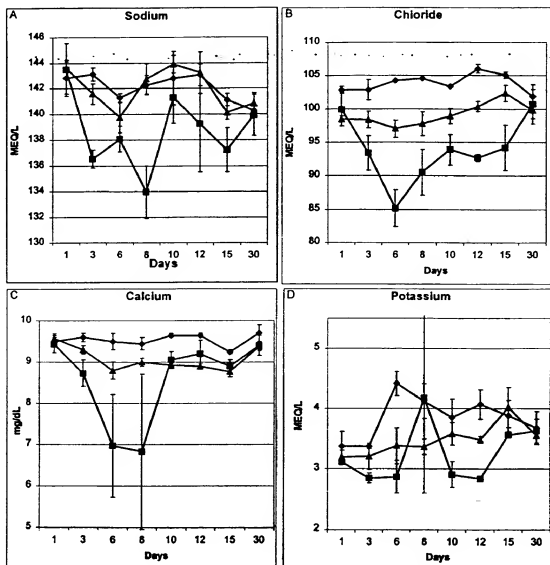 A
Sodium
MEQ/L
146
144
142
140
138
136
134
132
130
1 3 6 8 10 12 15 30
Days
B
Chloride
MEQ/L
110
105
100
95
90
85
80
1 3 6 8 10 12 15 30
Days
C
Calcium
mg/dL
10
9
8
7
6
5
1 3 6 8 10 12 15 30
Days
D
Potassium
MEQ/L
5
4
3
2
1 3 6 8 10 12 15 30
Days